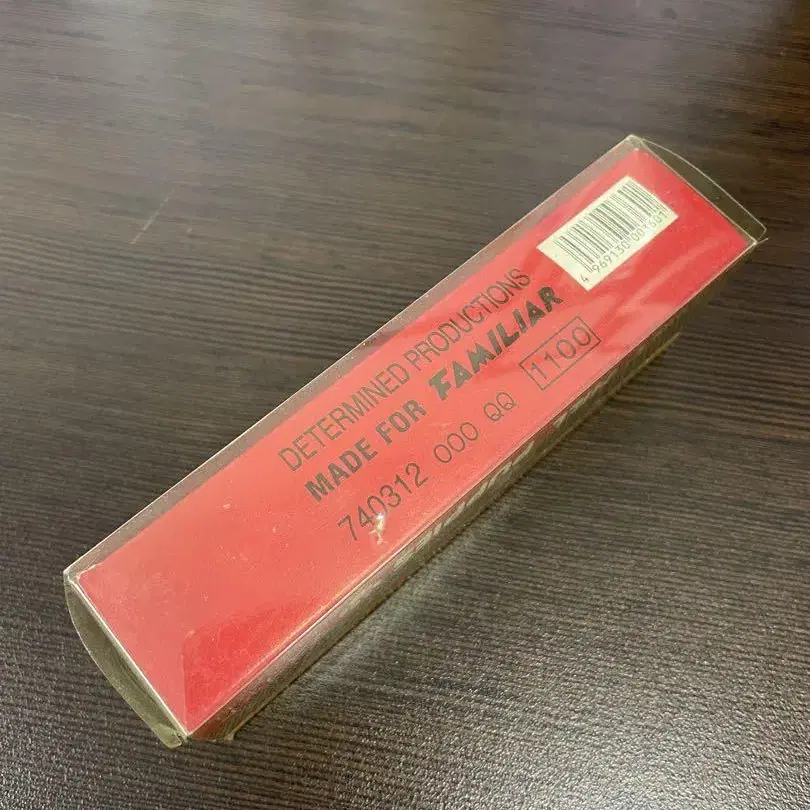 DETERMINED PRODUCTIONS
MADE FOR FAMILIAR
740312 000 QQ 1100